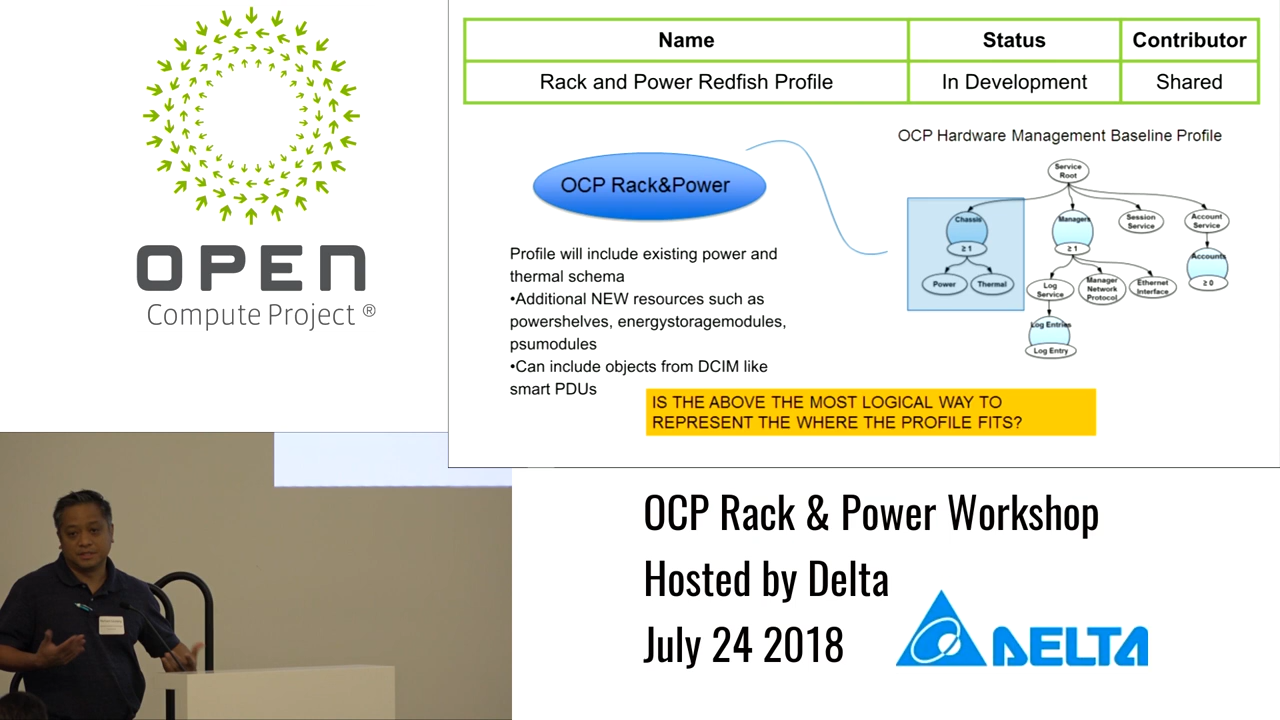 OPEN
Compute Project ®
Name Status Contributor
Rack and Power Redfish Profile In Development Shared
OCP Hardware Management Baseline Profile
OCP Rack&Power
Profile will include existing power and
thermal schema
•Additional NEW resources such as
powershelves, energystoragemodules,
psumodules
•Can include objects from DCIM like
smart PDUs
Service
Root
Chassis
≥ 1
Managers
≥ 1
Session
Service
Account
Service
Power
Thermal
Log
Service
Manager
Network
Protocol
Ethernet
Interface
Accounts
≥ 0
Log Entries
Log Entry
IS THE ABOVE THE MOST LOGICAL WAY TO
REPRESENT THE WHERE THE PROFILE FITS?
OCP Rack & Power Workshop
Hosted by Delta
July 24 2018
DELTA